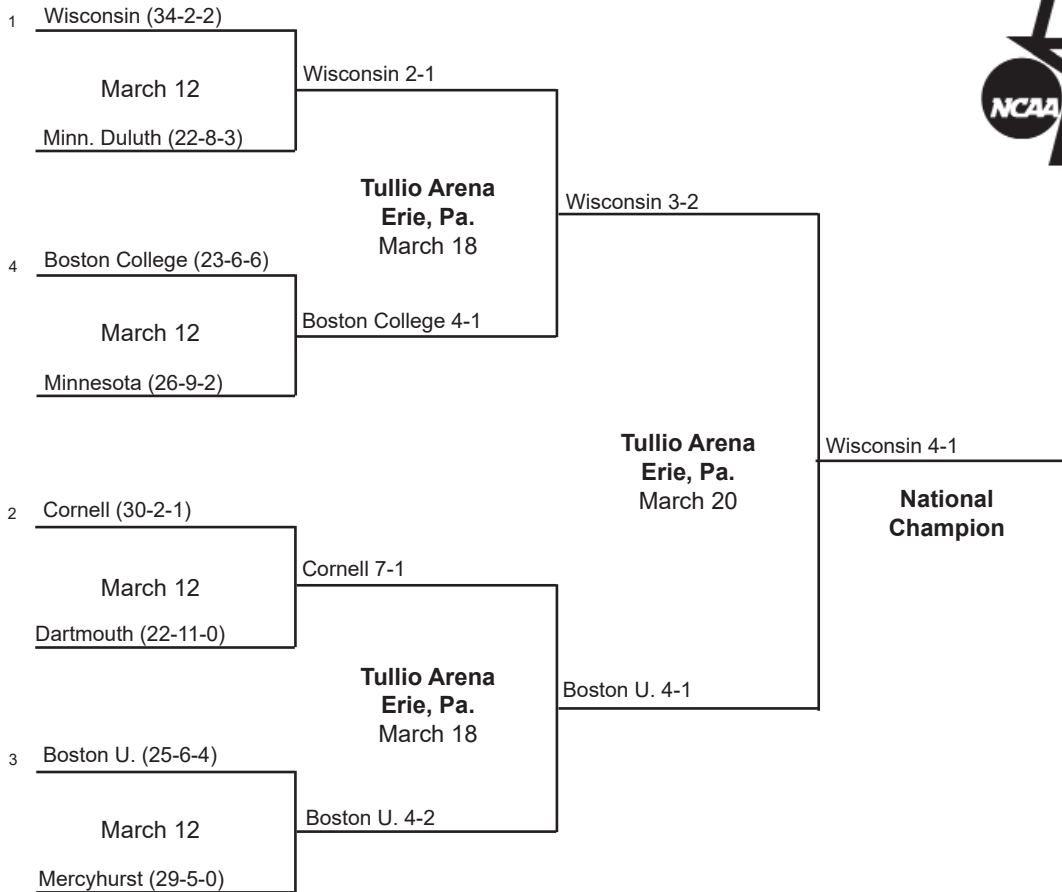 1 Wisconsin (34-2-2)
March 12
Minn. Duluth (22-8-3)
Wisconsin 2-1
Tullio Arena
Erie, Pa.
March 18
4 Boston College (23-6-6)
March 12
Minnesota (26-9-2)
Boston College 4-1
Wisconsin 3-2
Tullio Arena
Erie, Pa.
March 20
Wisconsin 4-1
National
Champion
2 Cornell (30-2-1)
March 12
Dartmouth (22-11-0)
Cornell 7-1
Tullio Arena
Erie, Pa.
March 18
Boston U. 4-1
3 Boston U. (25-6-4)
March 12
Mercyhurst (29-5-0)
Boston U. 4-2
NCAA